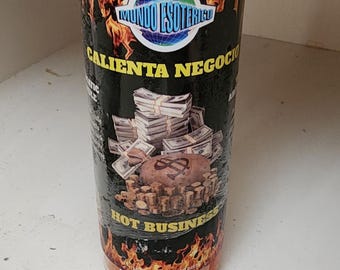 MUNDO ESOTERICO
CALIENTA NEGOCIO
$
HOT BUSINESS